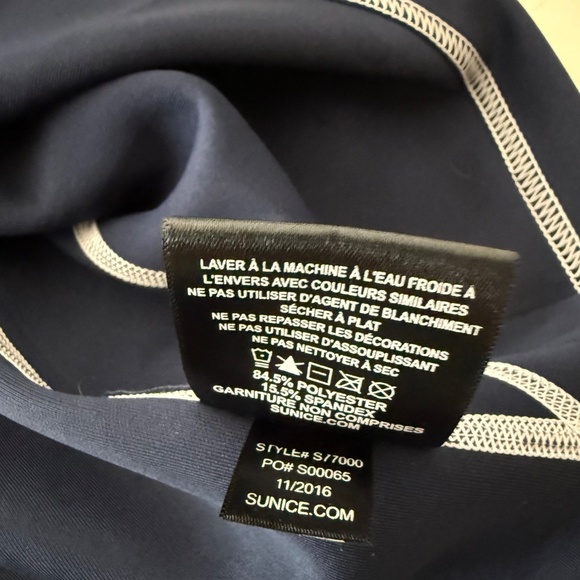 LAVER À LA MACHINE À L'EAU FROIDE À
L'ENVERS AVEC COULEURS SIMILAIRES
NE PAS UTILISER D'AGENT DE BLANCHIMENT
SÉCHER À PLAT
NE PAS REPASSER LES DÉCORATIONS
NE PAS UTILISER D'ASSOUPLISSANT
NE PAS NETTOYER À SEC
84.5% POLYESTER
15.5% SPANDEX
GARNITURE NON COMPRISES
SUNICE.COM
STYLE# S77000
PO# S00065
11/2016
SUNICE.COM